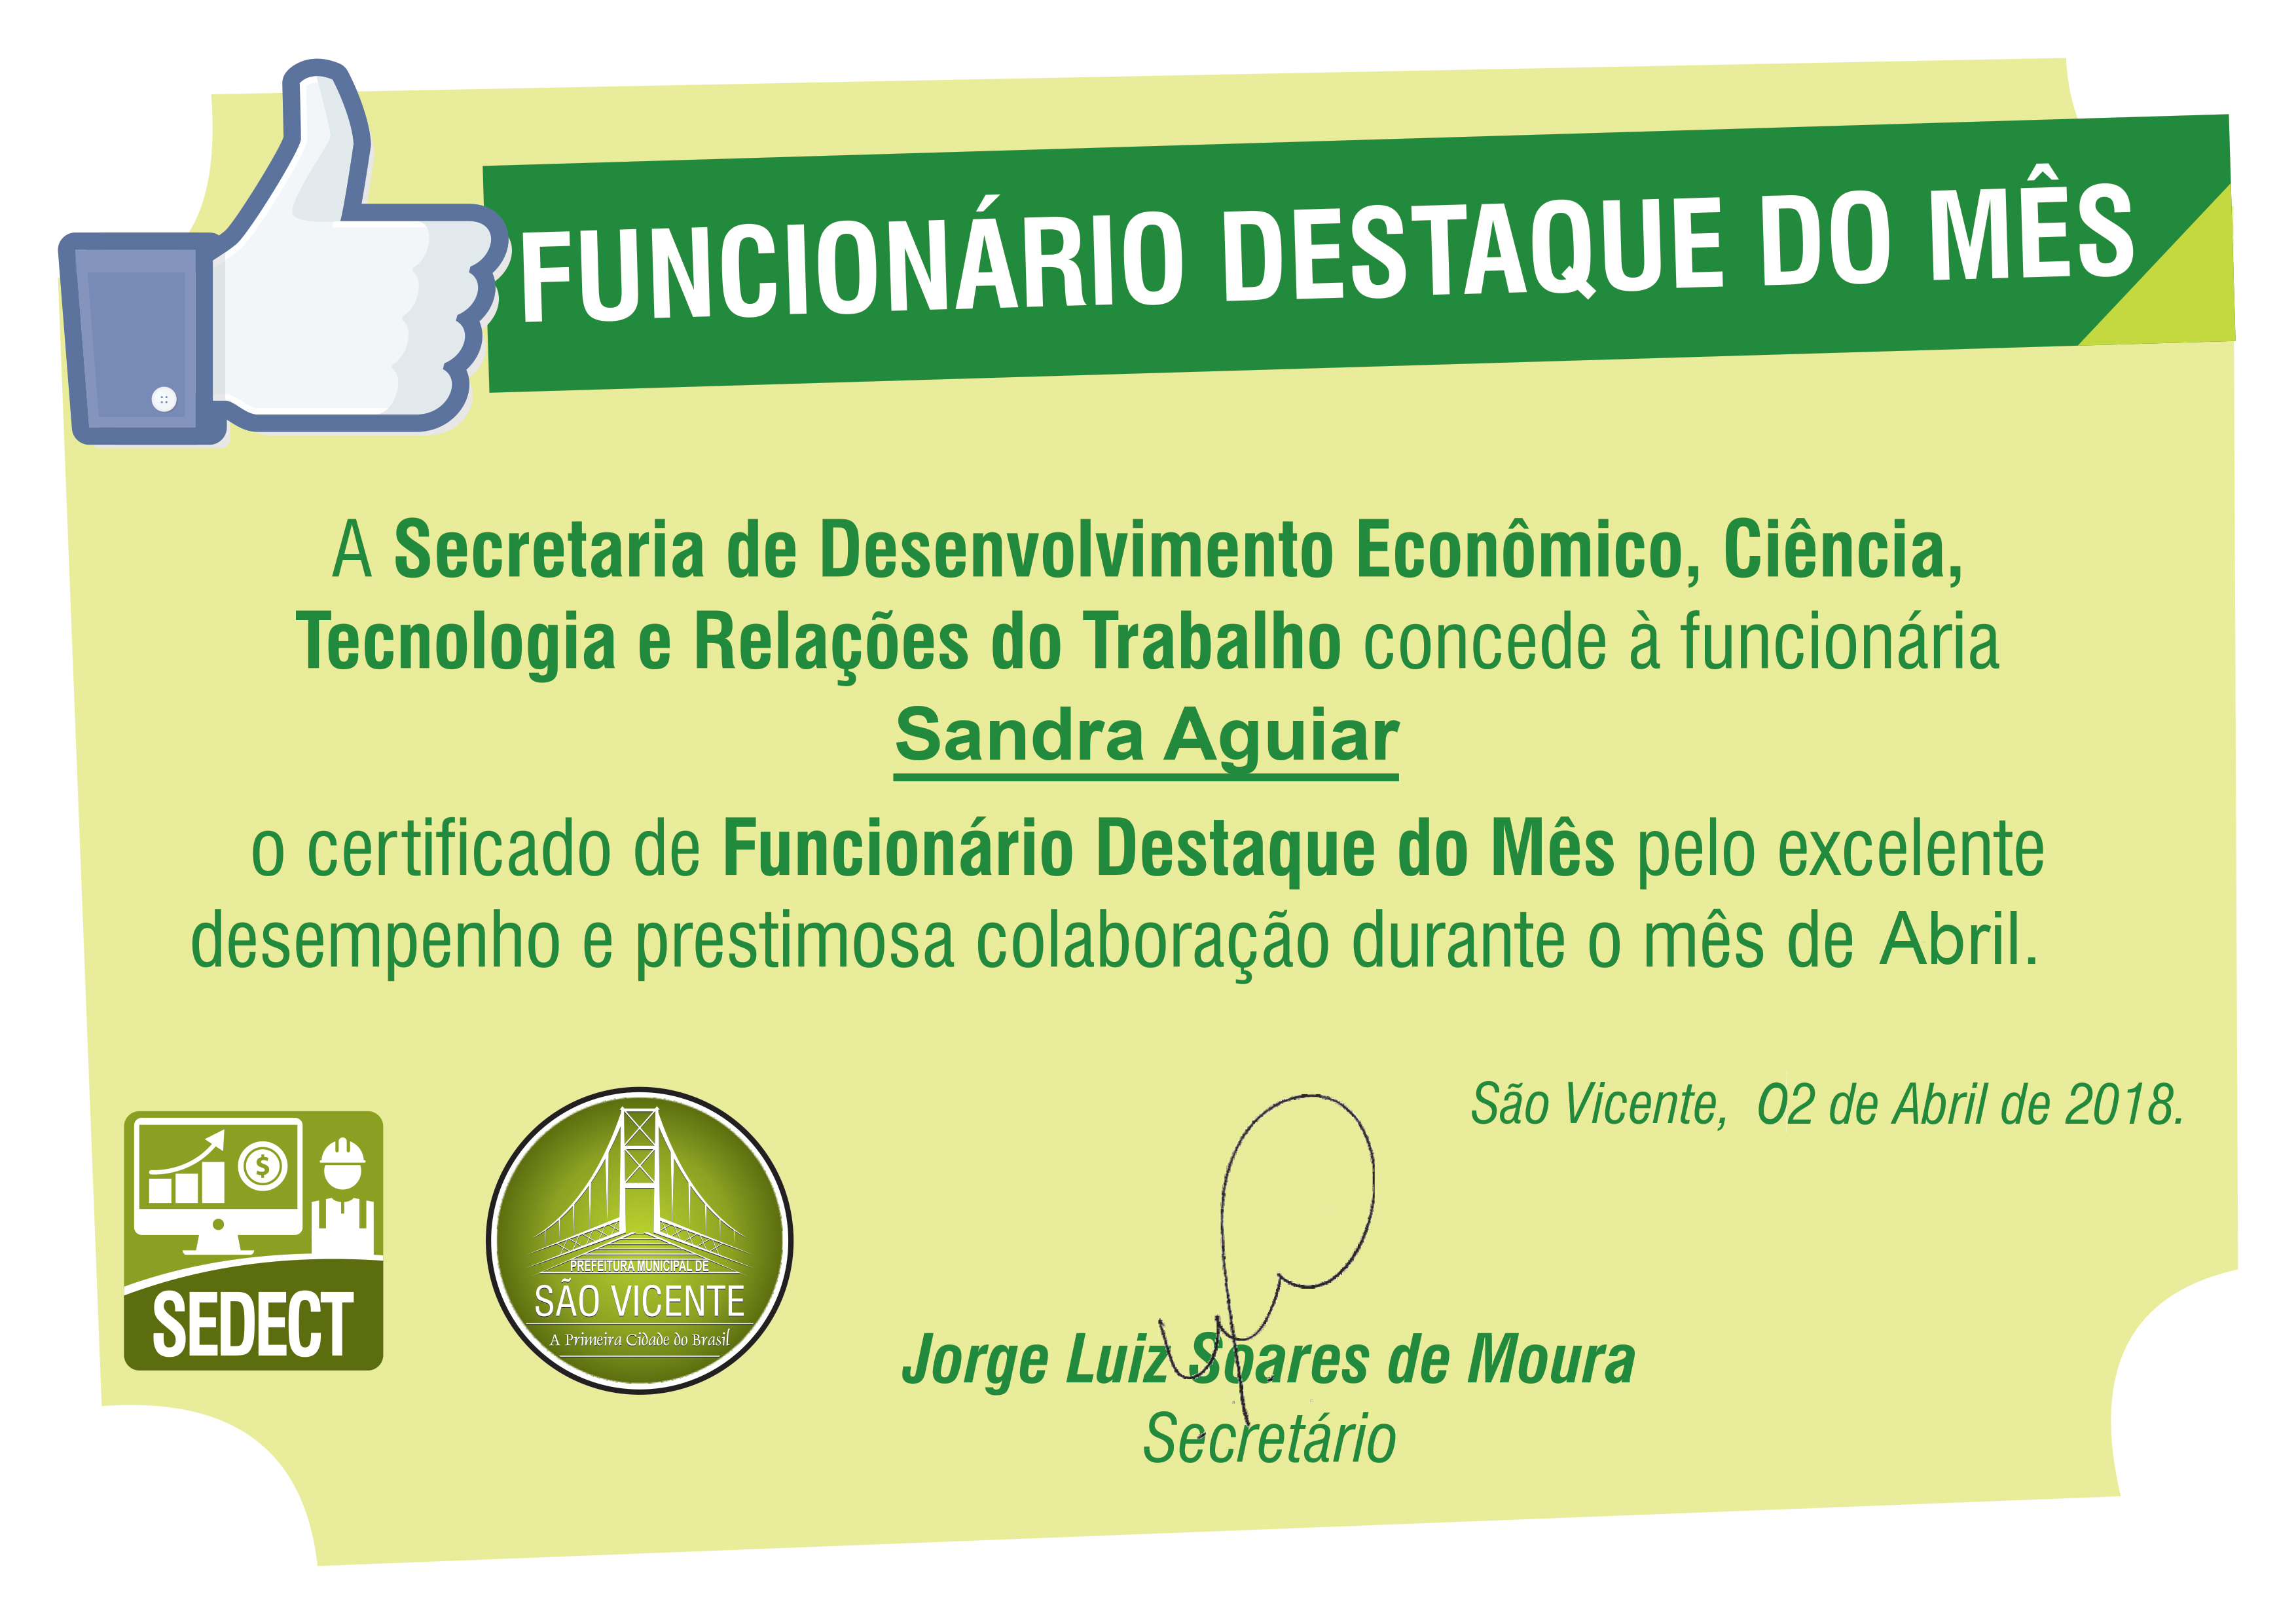 FUNCIONÁRIO DESTAQUE DO MÊS
A Secretaria de Desenvolvimento Econômico, Ciência,
Tecnologia e Relações do Trabalho concede à funcionária
Sandra Aguiar
o certificado de Funcionário Destaque do Mês pelo excelente
desempenho e prestimosa colaboração durante o mês de Abril.
São Vicente, 02 de Abril de 2018.
$
SEDECT
PREFEITURA MUNICIPAL DE
SÃO VICENTE
A Primeira Cidade do Brasil
Jorge Luiz Soares de Moura
Secretário